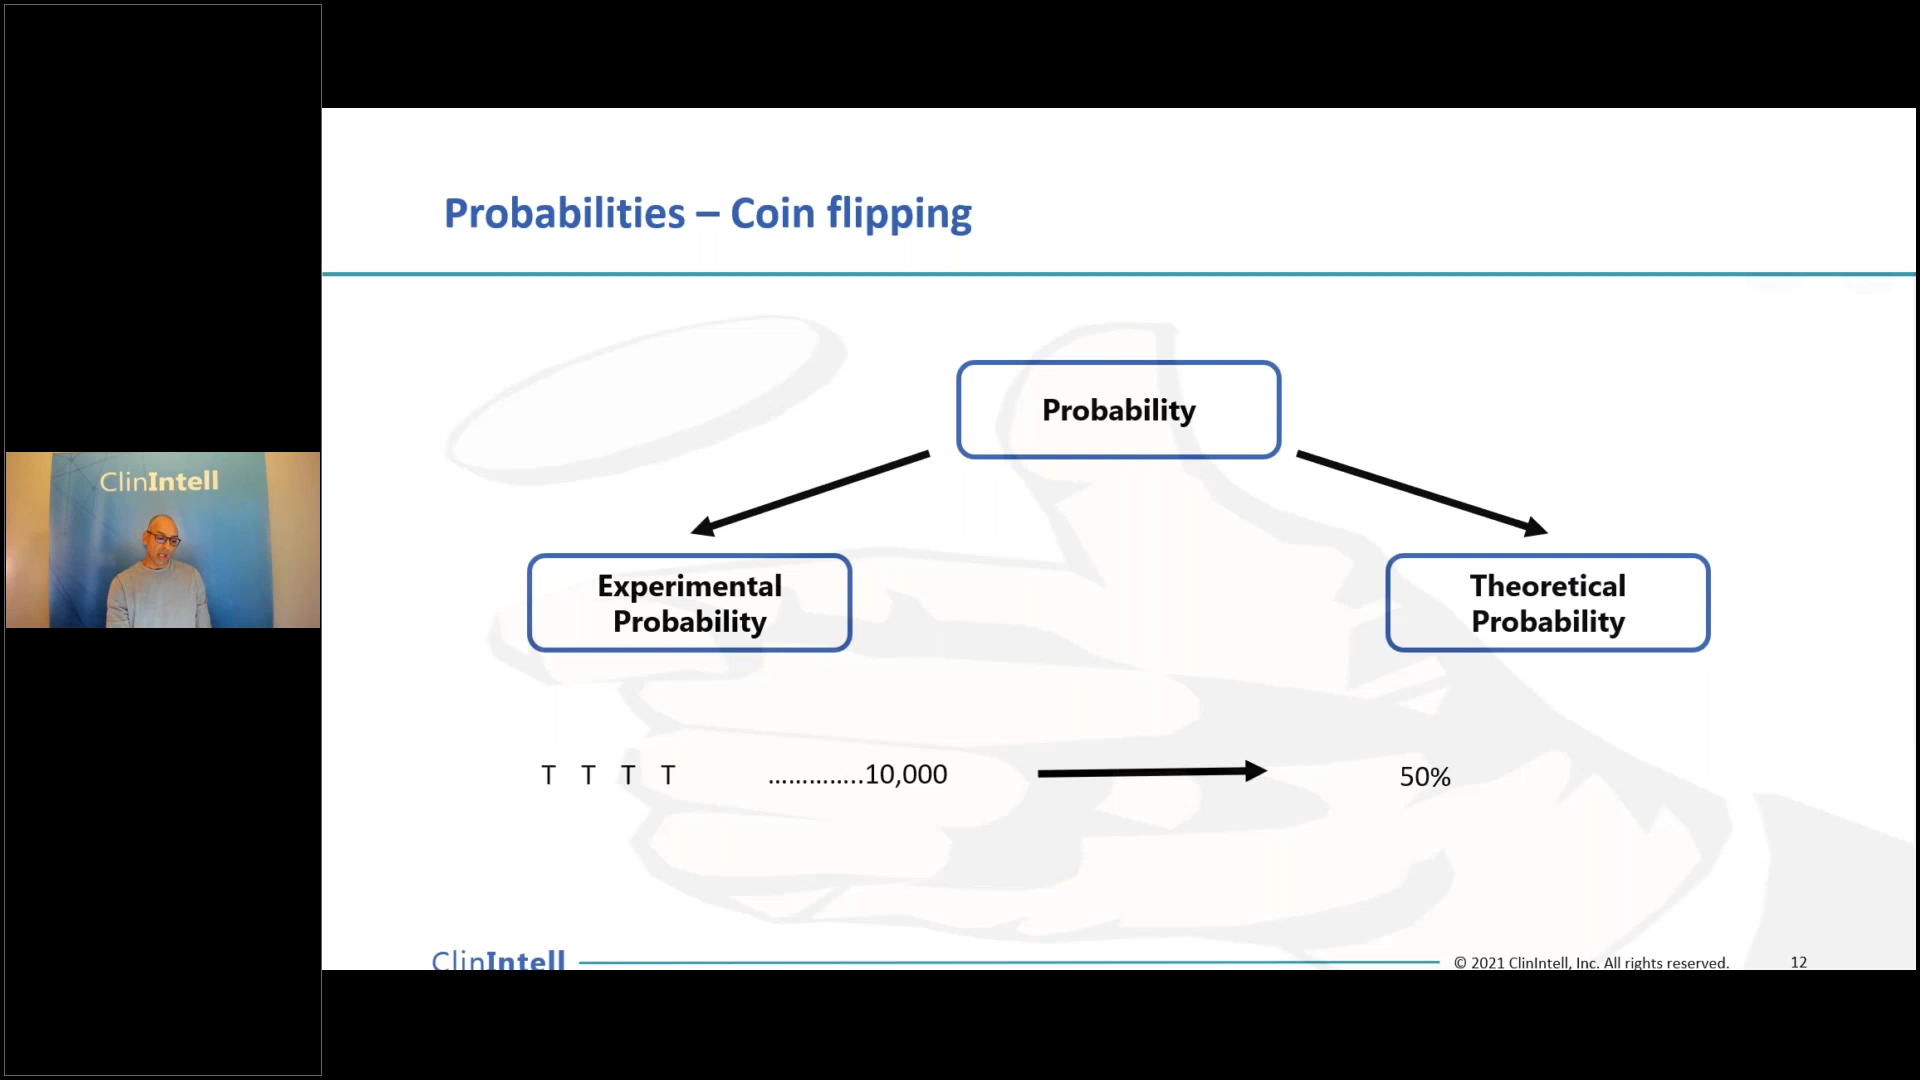 ClinIntell
Probabilities – Coin flipping
Probability
Experimental
Probability
Theoretical
Probability
T T T T ..............10,000
50%
ClinIntell
© 2021 ClinIntell, Inc. All rights reserved.
12